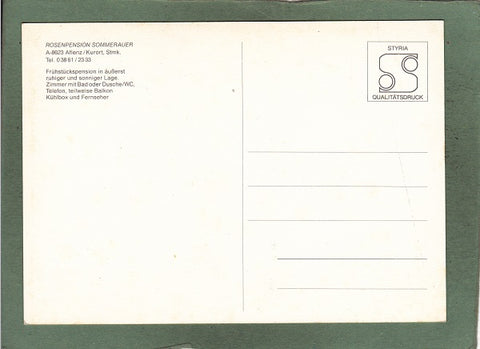 ROSENPENSION SOMMERAUER
A-8623 Aflenz/Kurort, Stmk.
Tel. 0 38 61 / 23 33
Frühstückspension in äußerst
ruhiger und sonniger Lage.
Zimmer mit Bad oder Dusche/WC,
Telefon, teilweise Balkon
Kühlbox und Fernseher
STYRIA
QUALITÄTSDRUCK